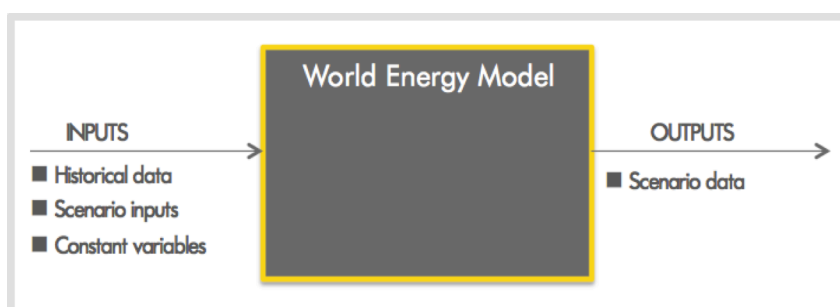 World Energy Model
INPUTS
Historical data
Scenario inputs
Constant variables
OUTPUTS
Scenario data